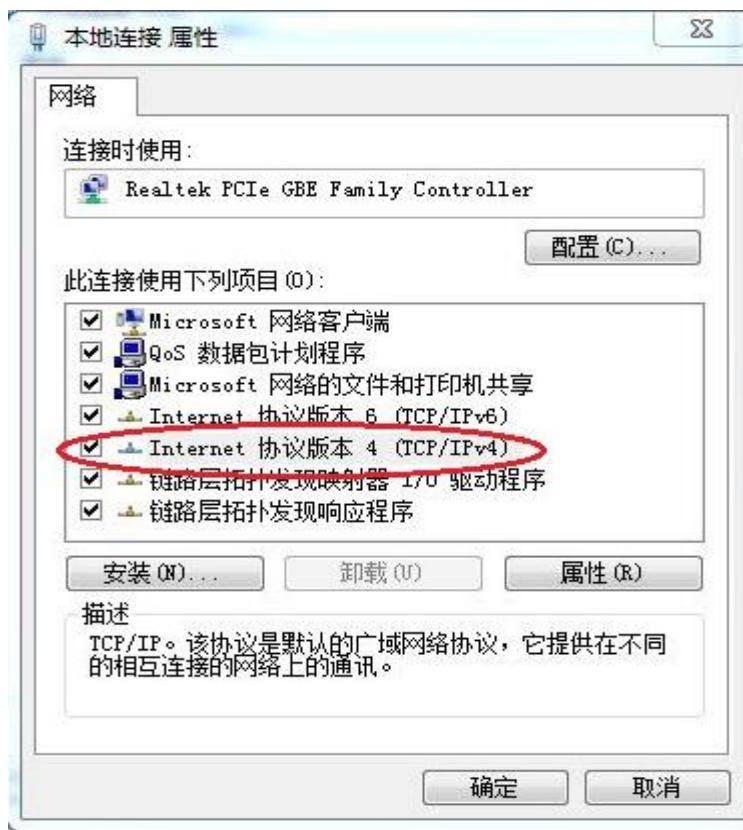 本地连接 属性
网络
连接时使用:
Realtek PCIe GBE Family Controller
配置(C)...
此连接使用下列项目(O):
Microsoft 网络客户端
QoS 数据包计划程序
Microsoft 网络的文件和打印机共享
Internet 协议版本 6 (TCP/IPv6)
Internet 协议版本 4 (TCP/IPv4)
链路层拓扑发现映射器 I/O 驱动程序
链路层拓扑发现响应程序
安装(N)... 卸载(U) 属性(R)
描述
TCP/IP。该协议是默认的广域网络协议，它提供在不同
的相互连接的网络上的通讯。
确定 取消